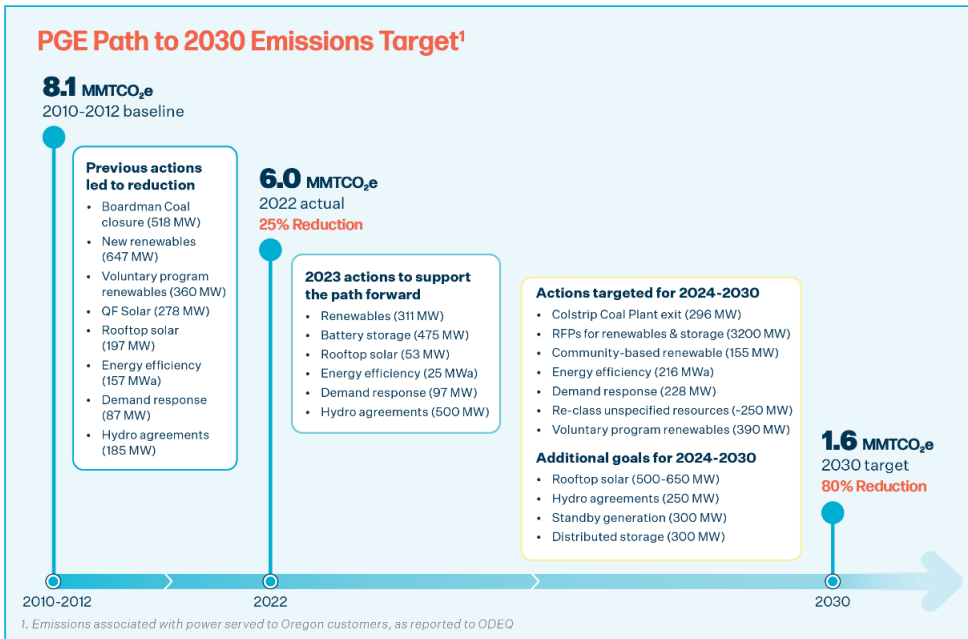 PGE Path to 2030 Emissions Target¹
8.1 MMTCO₂e
2010-2012 baseline
Previous actions
led to reduction
• Boardman Coal
closure (518 MW)
• New renewables
(647 MW)
• Voluntary program
renewables (360 MW)
• QF Solar (278 MW)
• Rooftop solar
(197 MW)
• Energy efficiency
(157 MWa)
• Demand response
(87 MW)
• Hydro agreements
(185 MW)
6.0 MMTCO₂e
2022 actual
25% Reduction
2023 actions to support
the path forward
• Renewables (311 MW)
• Battery storage (475 MW)
• Rooftop solar (53 MW)
• Energy efficiency (25 MWa)
• Demand response (97 MW)
• Hydro agreements (500 MW)
Actions targeted for 2024-2030
• Colstrip Coal Plant exit (296 MW)
• RFPs for renewables & storage (3200 MW)
• Community-based renewable (155 MW)
• Energy efficiency (216 MWa)
• Demand response (228 MW)
• Re-class unspecified resources (~250 MW)
• Voluntary program renewables (390 MW)
Additional goals for 2024-2030
• Rooftop solar (500-650 MW)
• Hydro agreements (250 MW)
• Standby generation (300 MW)
• Distributed storage (300 MW)
1.6 MMTCO₂e
2030 target
80% Reduction
2010-2012
2022
2030
1. Emissions associated with power served to Oregon customers, as reported to ODEQ